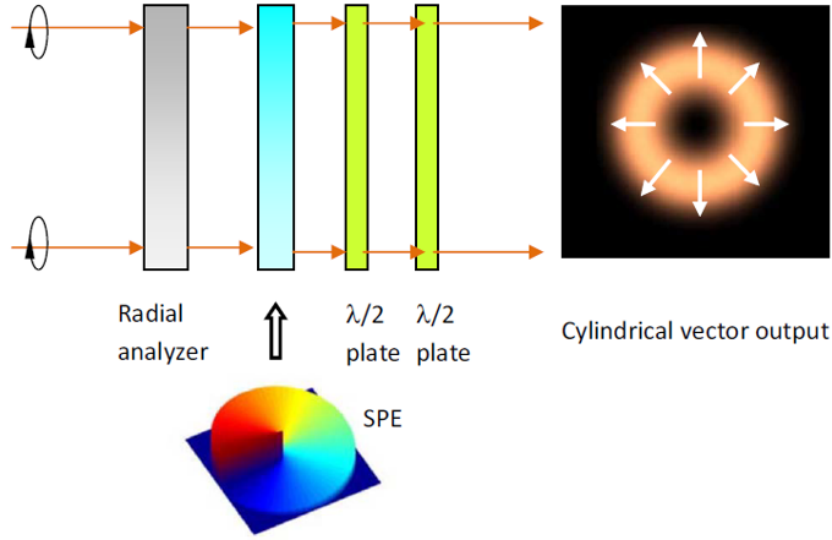 Radial
analyzer
λ/2
plate
λ/2
plate
Cylindrical vector output
SPE